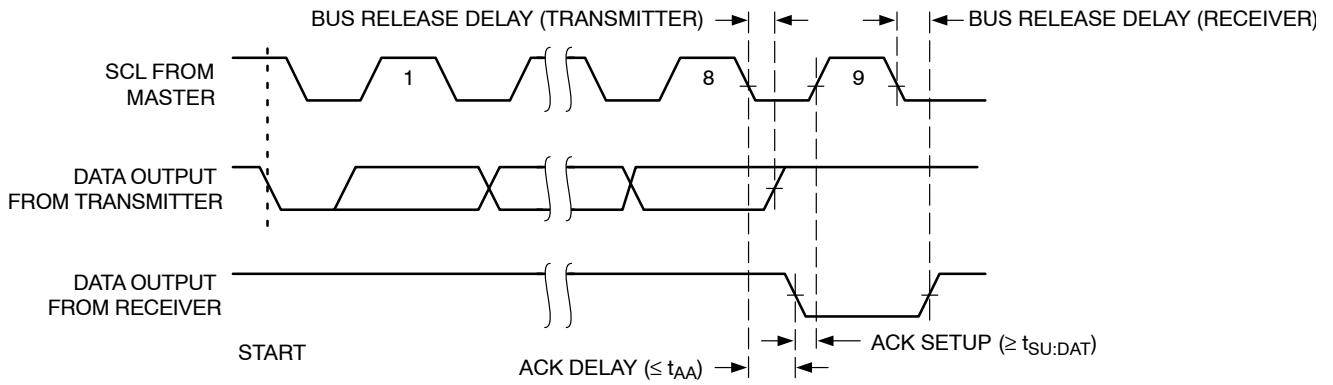 BUS RELEASE DELAY (TRANSMITTER)
BUS RELEASE DELAY (RECEIVER)
SCL FROM
MASTER
1
8
9
DATA OUTPUT
FROM TRANSMITTER
DATA OUTPUT
FROM RECEIVER
START
ACK SETUP (≥ tSU:DAT)
ACK DELAY (≤ tAA)